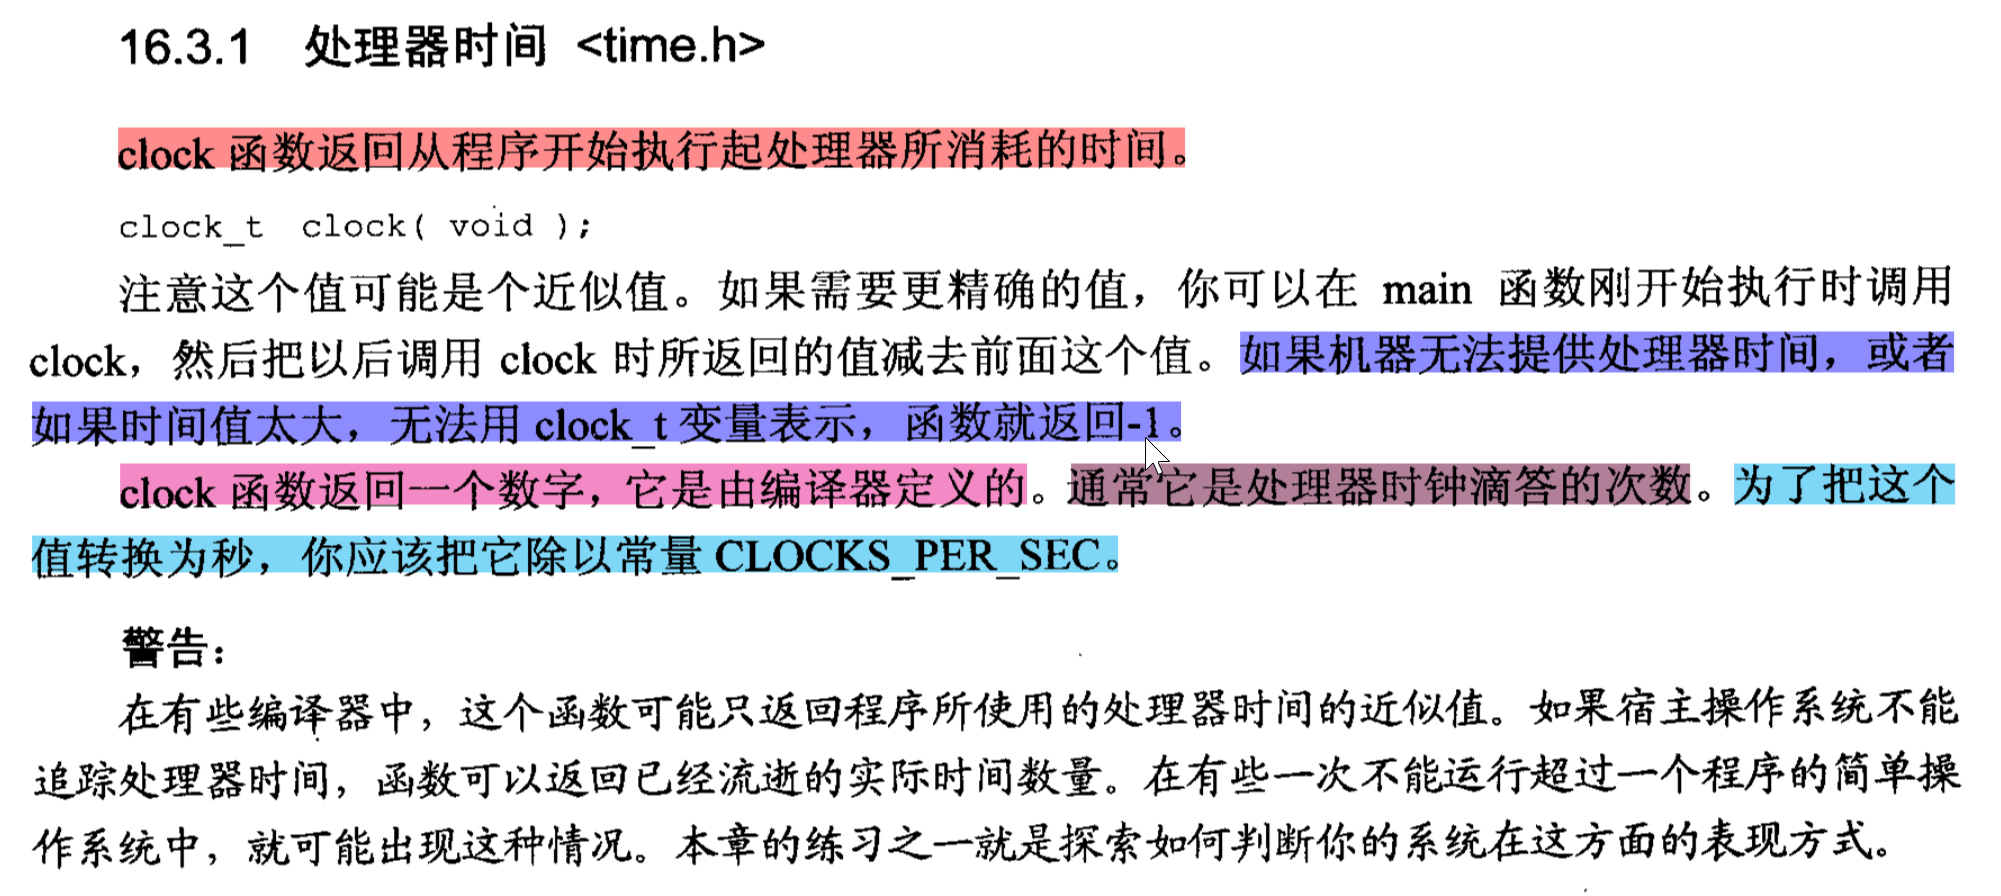 16.3.1 处理器时间 <time.h>
clock 函数返回从程序开始执行起处理器所消耗的时间。
clock_t clock( void );
注意这个值可能是个近似值。如果需要更精确的值，你可以在 main 函数刚开始执行时调用
clock，然后把以后调用 clock 时所返回的值减去前面这个值。如果机器无法提供处理器时间，或者
如果时间值太大，无法用 clock_t 变量表示，函数就返回-1。
clock 函数返回一个数字，它是由编译器定义的。通常它是处理器时钟滴答的次数。为了把这个
值转换为秒，你应该把它除以常量 CLOCKS_PER_SEC。
警告：
在有些编译器中，这个函数可能只返回程序所使用的处理器时间的近似值。如果宿主操作系统不能
追踪处理器时间，函数可以返回已经流逝的实际时间数量。在有些一次不能运行超过一个程序的简单操
作系统中，就可能出现这种情况。本章的练习之一就是探索如何判断你的系统在这方面的表现方式。